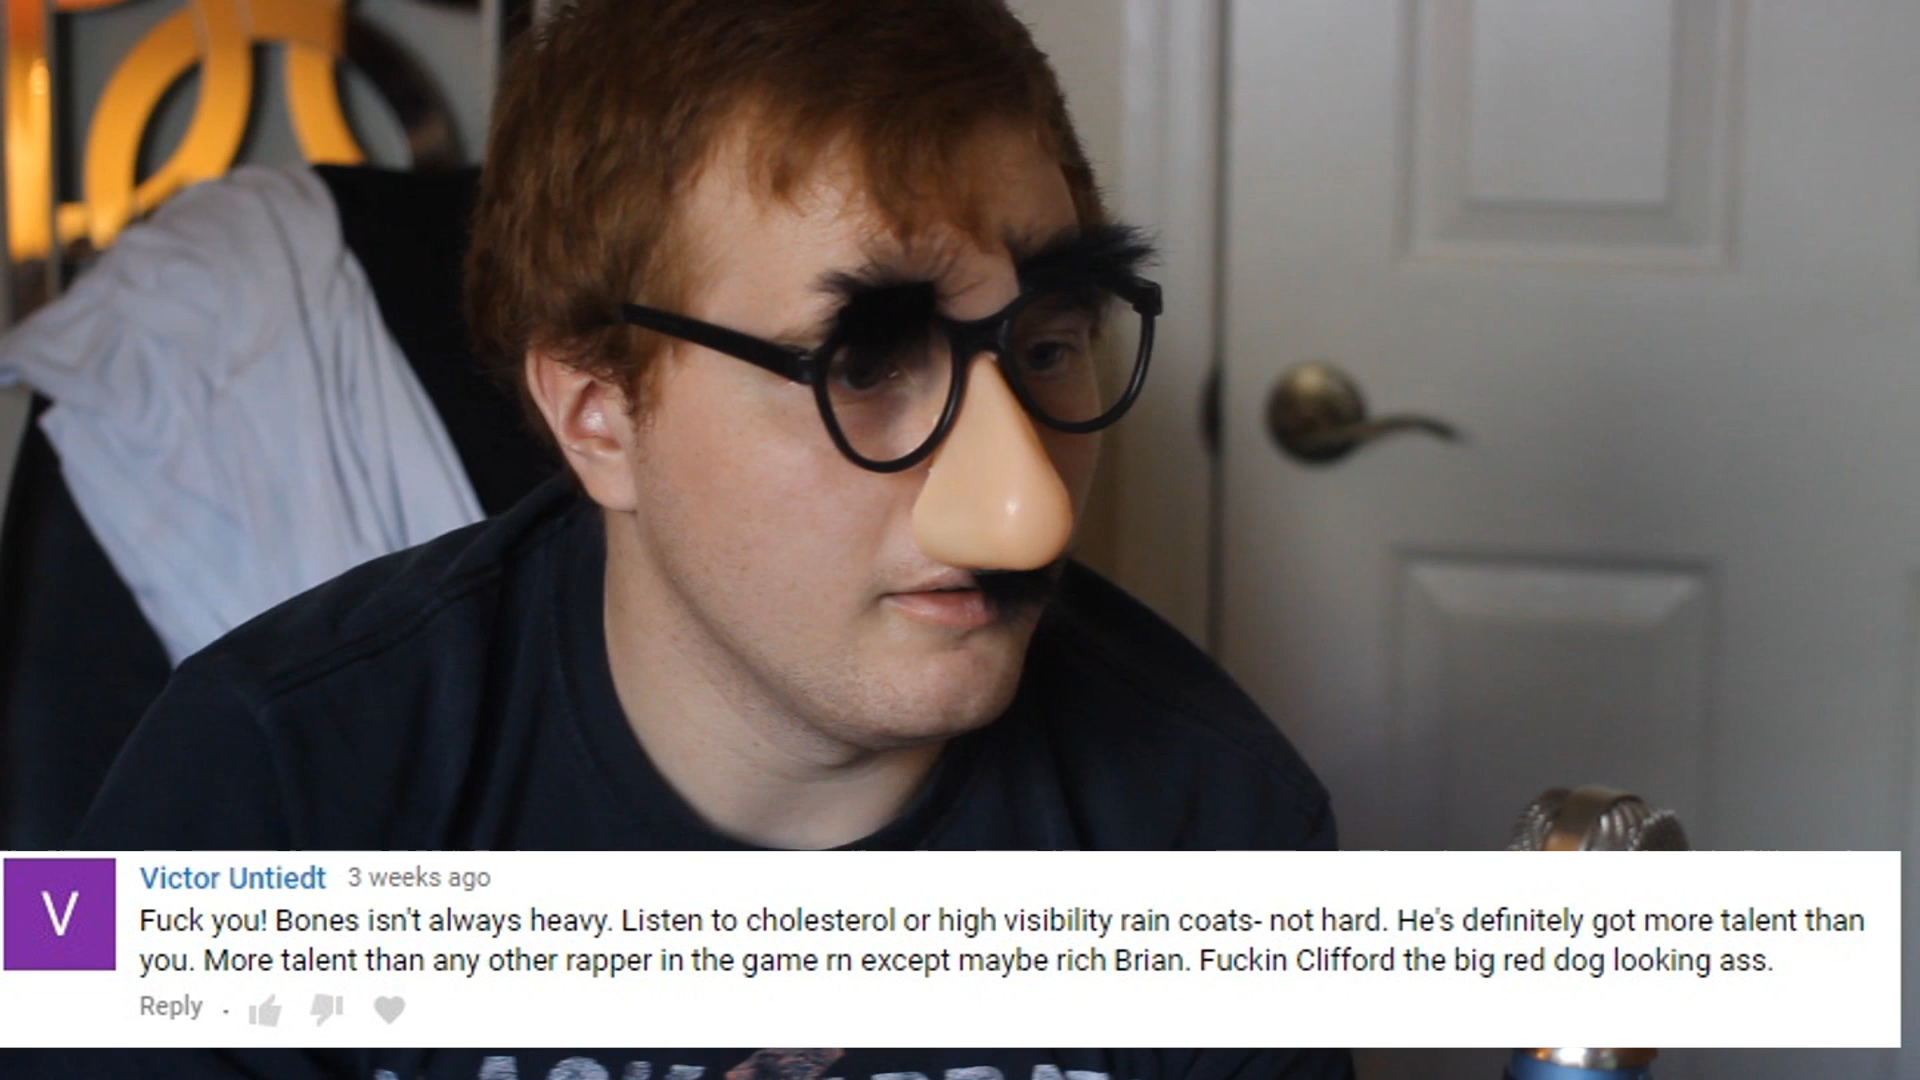 V
Victor Untiedt 3 weeks ago
Fuck you! Bones isn't always heavy. Listen to cholesterol or high visibility rain coats- not hard. He's definitely got more talent than
you. More talent than any other rapper in the game rn except maybe rich Brian. Fuckin Clifford the big red dog looking ass.
Reply .